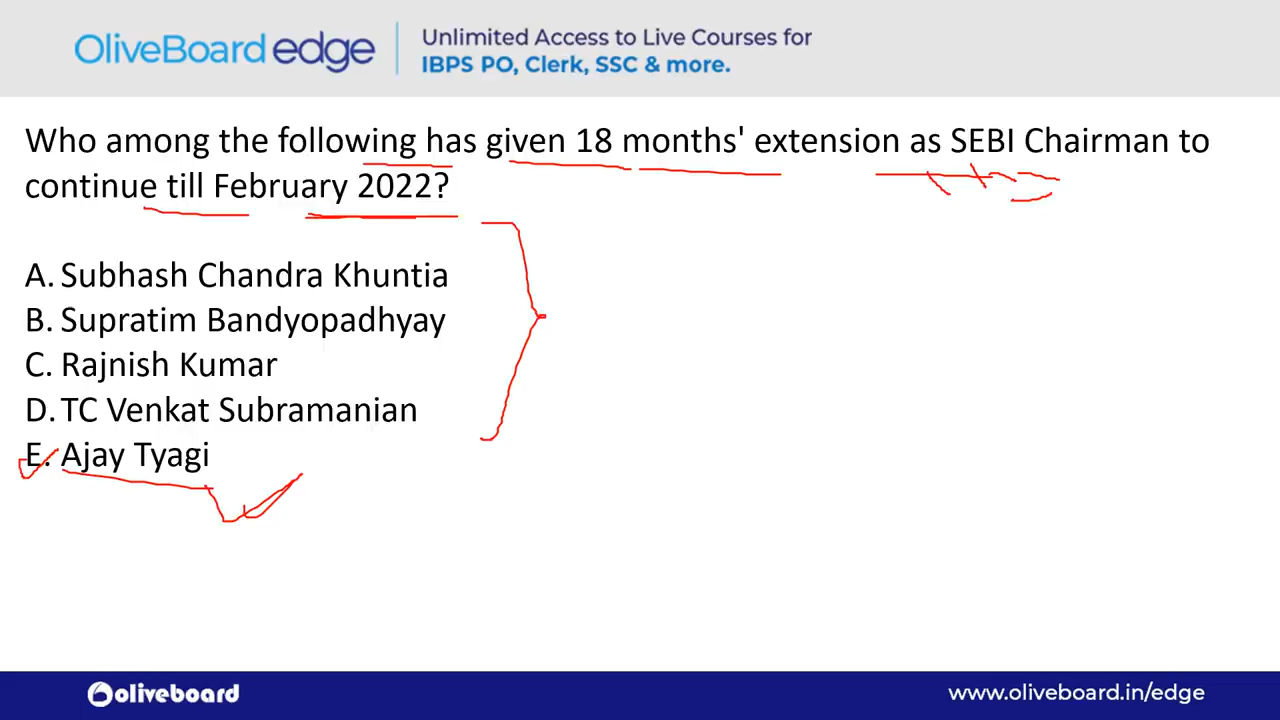 OliveBoard edge
Unlimited Access to Live Courses for
IBPS PO, Clerk, SSC & more.
Who among the following has given 18 months' extension as SEBI Chairman to
continue till February 2022?
A. Subhash Chandra Khuntia
B. Supratim Bandyopadhyay
C. Rajnish Kumar
D. TC Venkat Subramanian
E. Ajay Tyagi
oliveboard
www.oliveboard.in/edge